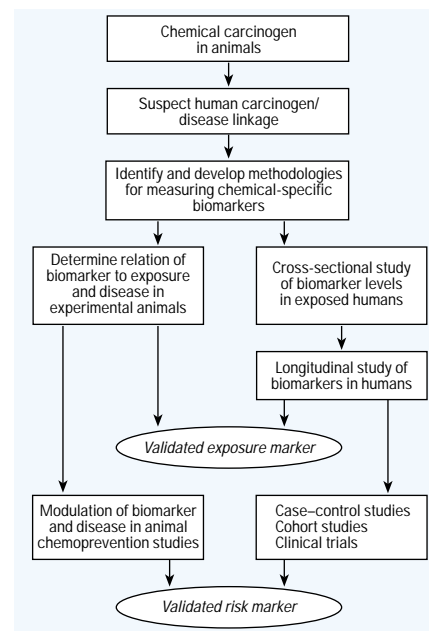 Chemical carcinogen
in animals
Suspect human carcinogen/
disease linkage
Identify and develop methodologies
for measuring chemical-specific
biomarkers
Determine relation of
biomarker to exposure
and disease in
experimental animals
Cross-sectional study
of biomarker levels
in exposed humans
Longitudinal study of
biomarkers in humans
Validated exposure marker
Modulation of biomarker
and disease in animal
chemoprevention studies
Case–control studies
Cohort studies
Clinical trials
Validated risk marker